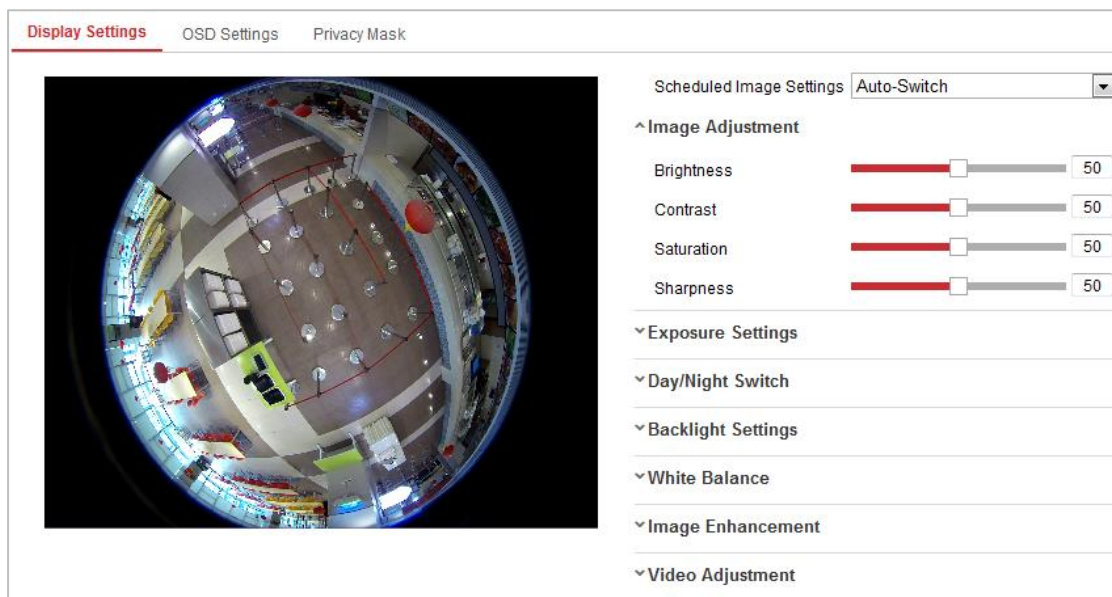 Display Settings OSD Settings Privacy Mask
Scheduled Image Settings Auto-Switch
Image Adjustment
Brightness 50
Contrast 50
Saturation 50
Sharpness 50
Exposure Settings
Day/Night Switch
Backlight Settings
White Balance
Image Enhancement
Video Adjustment